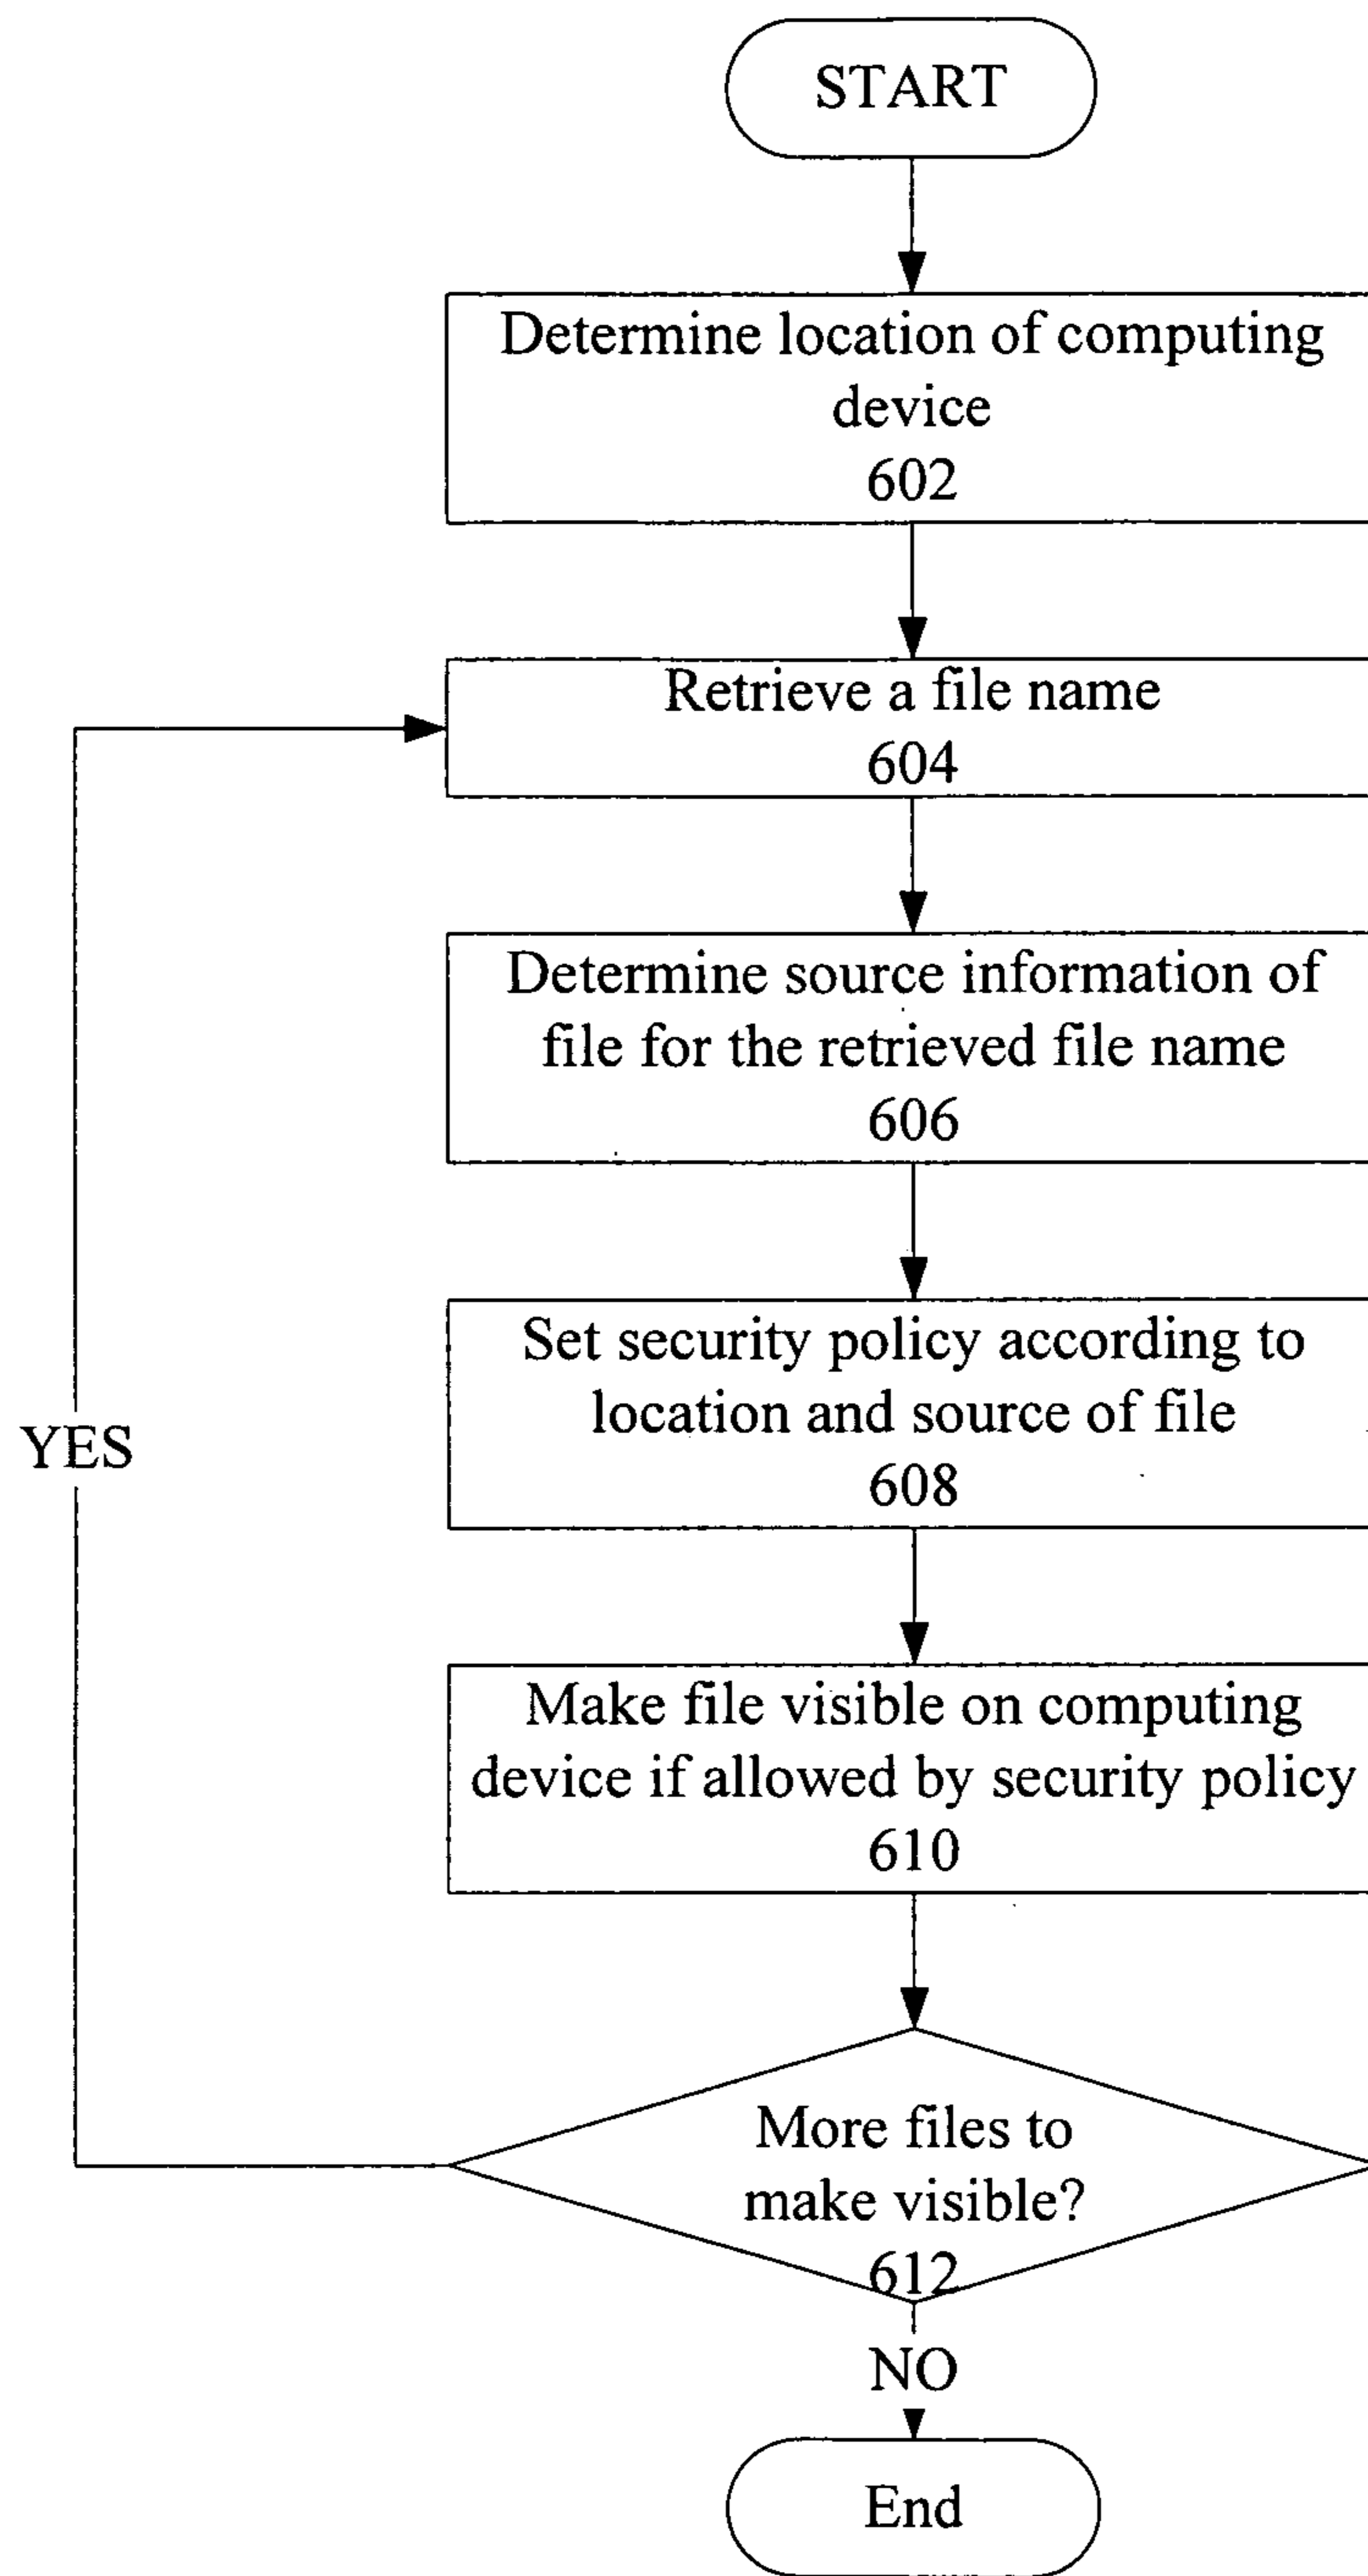 START
Determine location of computing
device
602
Retrieve a file name
604
Determine source information of
file for the retrieved file name
606
Set security policy according to
location and source of file
608
YES
Make file visible on computing
device if allowed by security policy
610
More files to
make visible?
612
NO
End